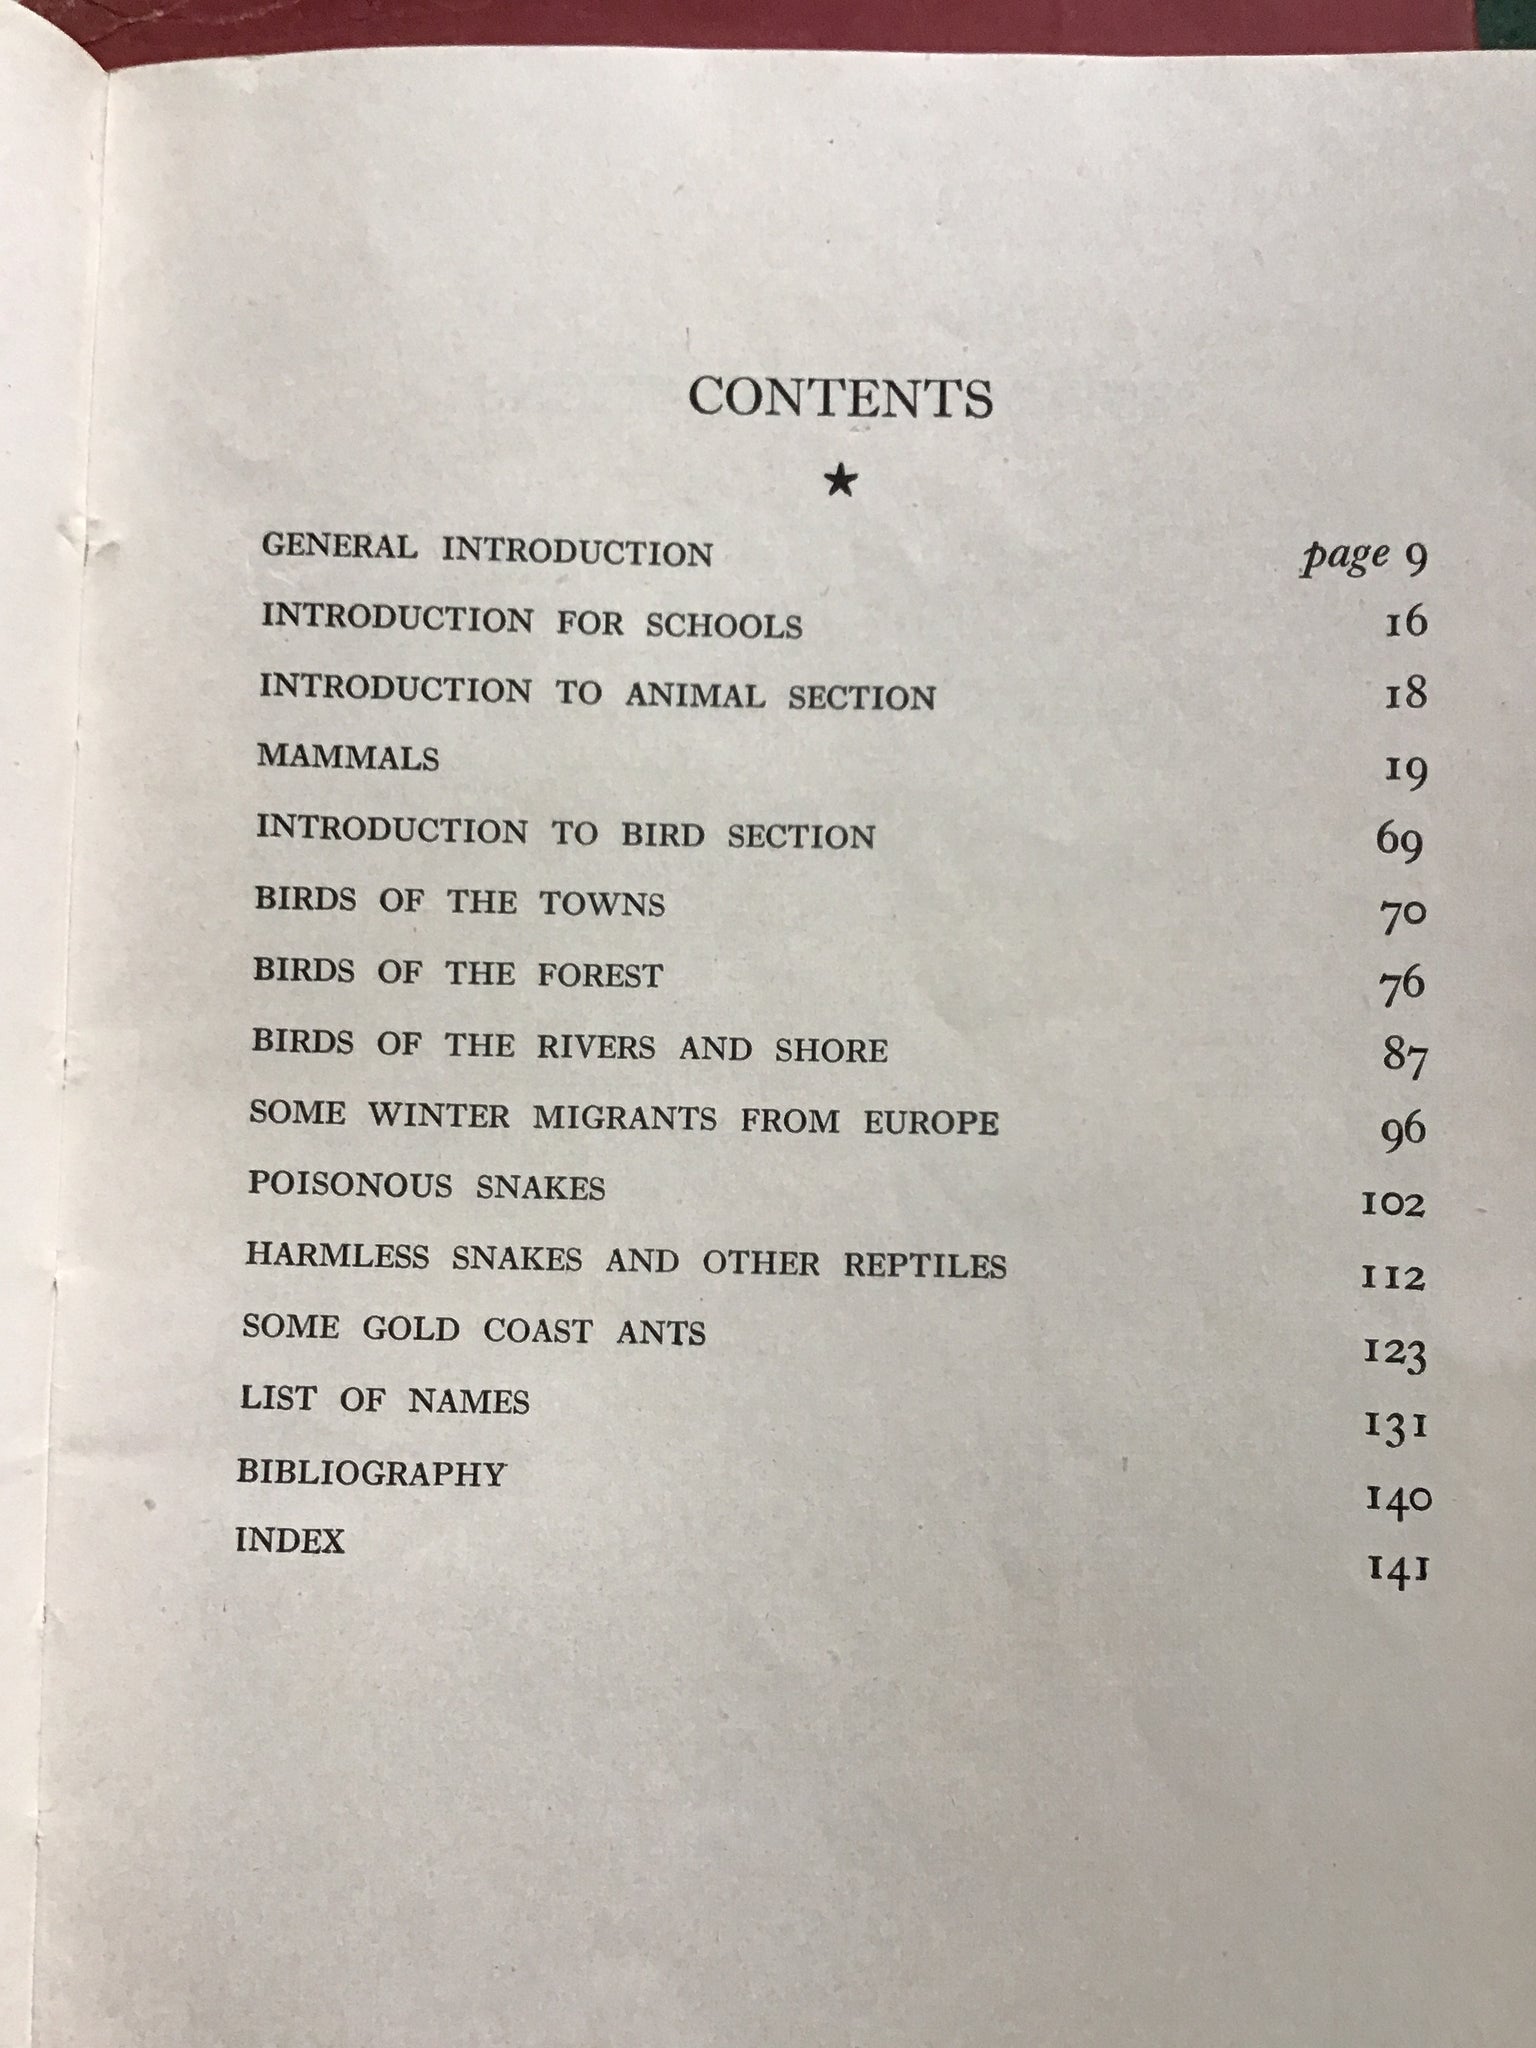 CONTENTS
★
GENERAL INTRODUCTION page 9
INTRODUCTION FOR SCHOOLS 16
INTRODUCTION TO ANIMAL SECTION 18
MAMMALS 19
INTRODUCTION TO BIRD SECTION 69
BIRDS OF THE TOWNS 70
BIRDS OF THE FOREST 76
BIRDS OF THE RIVERS AND SHORE 87
SOME WINTER MIGRANTS FROM EUROPE 96
POISONOUS SNAKES 102
HARMLESS SNAKES AND OTHER REPTILES 112
SOME GOLD COAST ANTS 123
LIST OF NAMES 131
BIBLIOGRAPHY 140
INDEX 141